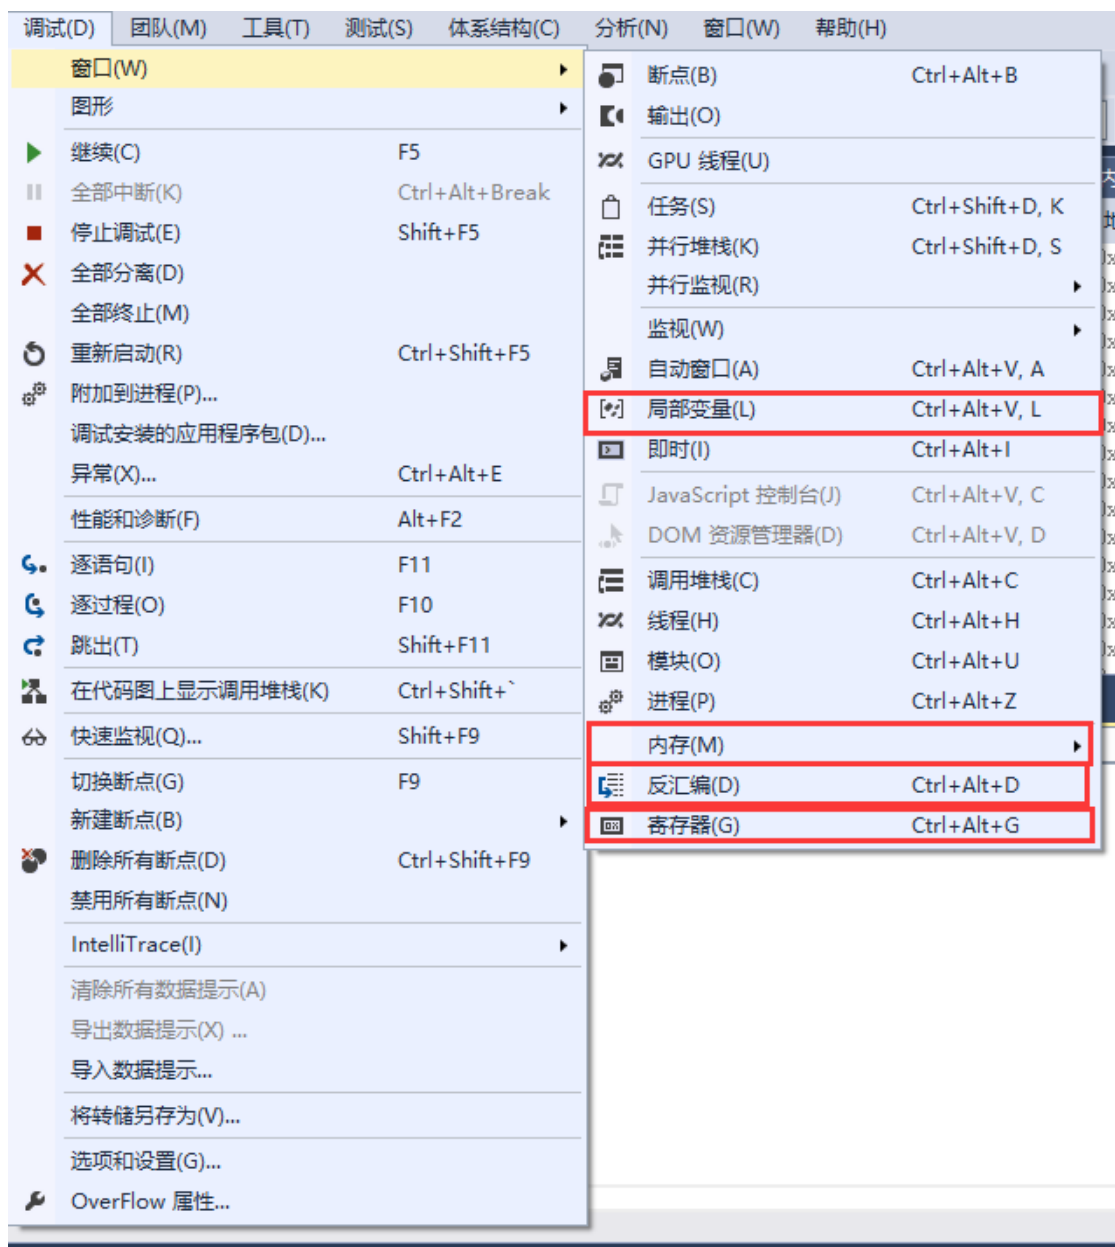 调试(D) 团队(M) 工具(T) 测试(S) 体系结构(C) 分析(N) 窗口(W) 帮助(H)
窗口(W)
图形
继续(C) F5
全部中断(K) Ctrl+Alt+Break
停止调试(E) Shift+F5
全部分离(D)
全部终止(M)
重新启动(R) Ctrl+Shift+F5
附加到进程(P)...
调试安装的应用程序包(D)...
异常(X)... Ctrl+Alt+E
性能和诊断(F) Alt+F2
逐语句(I) F11
逐过程(O) F10
跳出(T) Shift+F11
在代码图上显示调用堆栈(K) Ctrl+Shift+`
快速监视(Q)... Shift+F9
切换断点(G) F9
新建断点(B)
删除所有断点(D) Ctrl+Shift+F9
禁用所有断点(N)
IntelliTrace(I)
清除所有数据提示(A)
导出数据提示(X) ...
导入数据提示...
将转储另存为(V)...
选项和设置(G)...
OverFlow 属性...
断点(B) Ctrl+Alt+B
输出(O)
GPU 线程(U)
任务(S) Ctrl+Shift+D, K
并行堆栈(K) Ctrl+Shift+D, S
并行监视(R)
监视(W)
自动窗口(A) Ctrl+Alt+V, A
局部变量(L) Ctrl+Alt+V, L
即时(I) Ctrl+Alt+I
JavaScript 控制台(J) Ctrl+Alt+V, C
DOM 资源管理器(D) Ctrl+Alt+V, D
调用堆栈(C) Ctrl+Alt+C
线程(H) Ctrl+Alt+H
模块(O) Ctrl+Alt+U
进程(P) Ctrl+Alt+Z
内存(M)
反汇编(D) Ctrl+Alt+D
寄存器(G) Ctrl+Alt+G